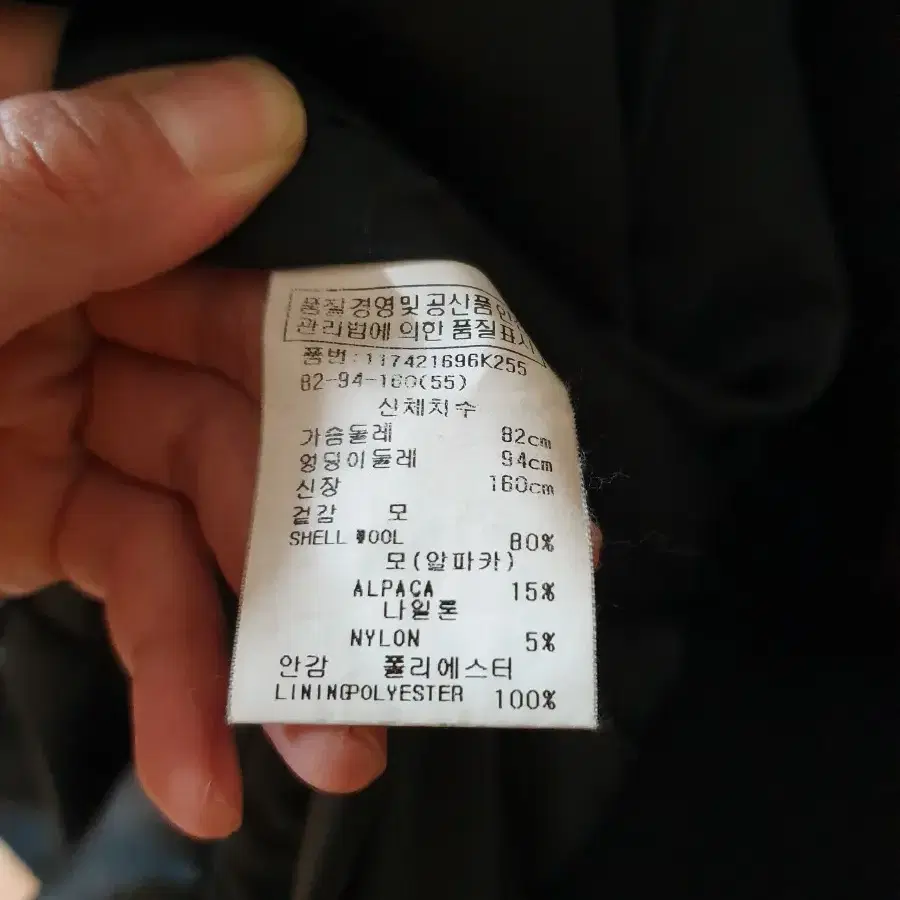 품질경영및 공산품안
관리법에 의한 품질표시
품번:117421696K255
82-94-160(55)
신체치수
가슴둘레 82cm
엉덩이둘레 94cm
신장 160cm
겉감 모
SHELL WOOL 80%
모(알파카)
ALPACA 15%
나일론
NYLON 5%
안감 폴리에스터
LINING POLYESTER 100%